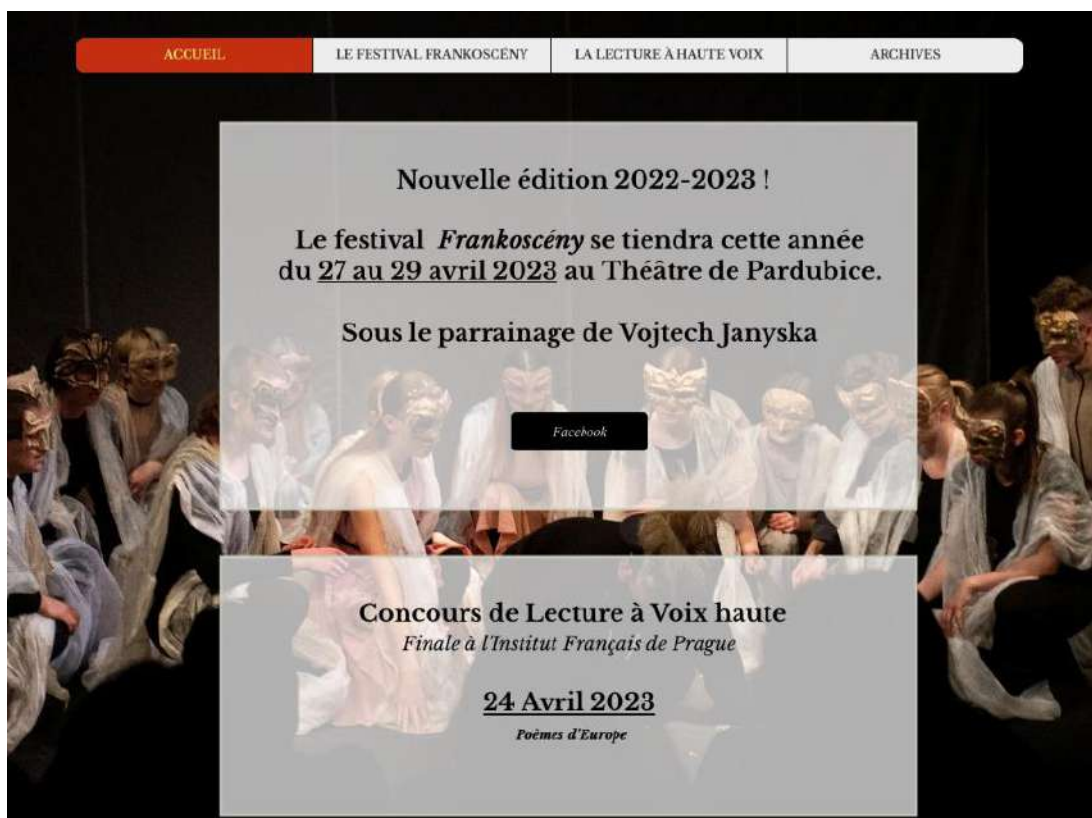 ACCUEIL
LE FESTIVAL FRANKOSCÉNY
LA LECTURE À HAUTE VOIX
ARCHIVES
Nouvelle édition 2022-2023 !
Le festival Frankoscény se tiendra cette année
du 27 au 29 avril 2023 au Théâtre de Pardubice.
Sous le parrainage de Vojtech Janyska
Facebook
Concours de Lecture à Voix haute
Finale à l'Institut Français de Prague
24 Avril 2023
Poèmes d'Europe